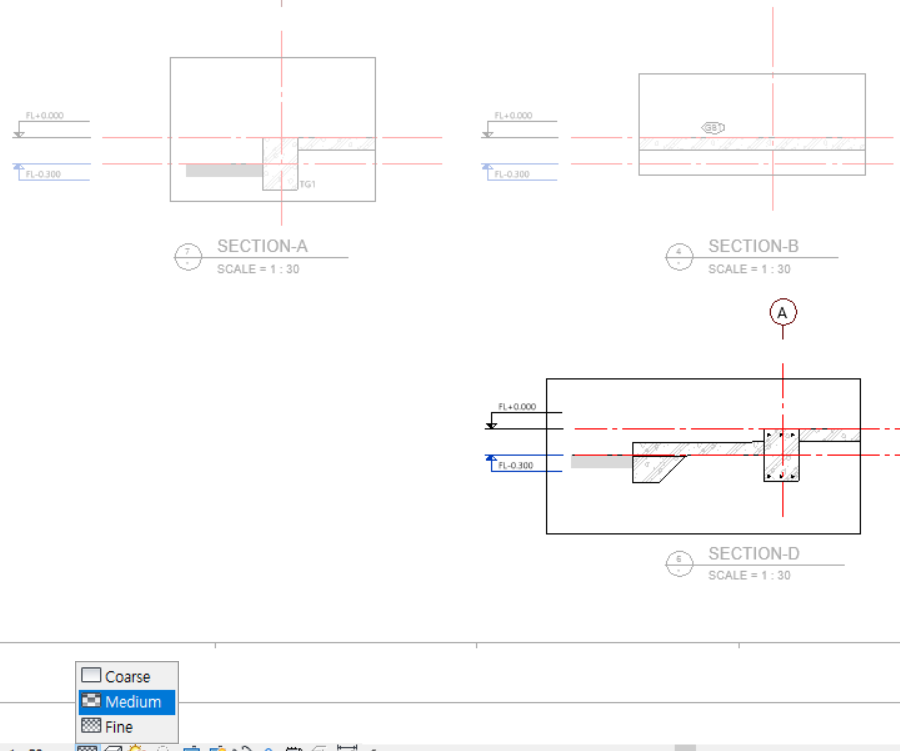 FL+0.000
FL-0.300
TG1
7
SECTION-A
SCALE = 1 : 30
FL+0.000
GB1
FL-0.300
4
SECTION-B
SCALE = 1 : 30
A
FL+0.000
FL-0.300
6
SECTION-D
SCALE = 1 : 30
Coarse
Medium
Fine